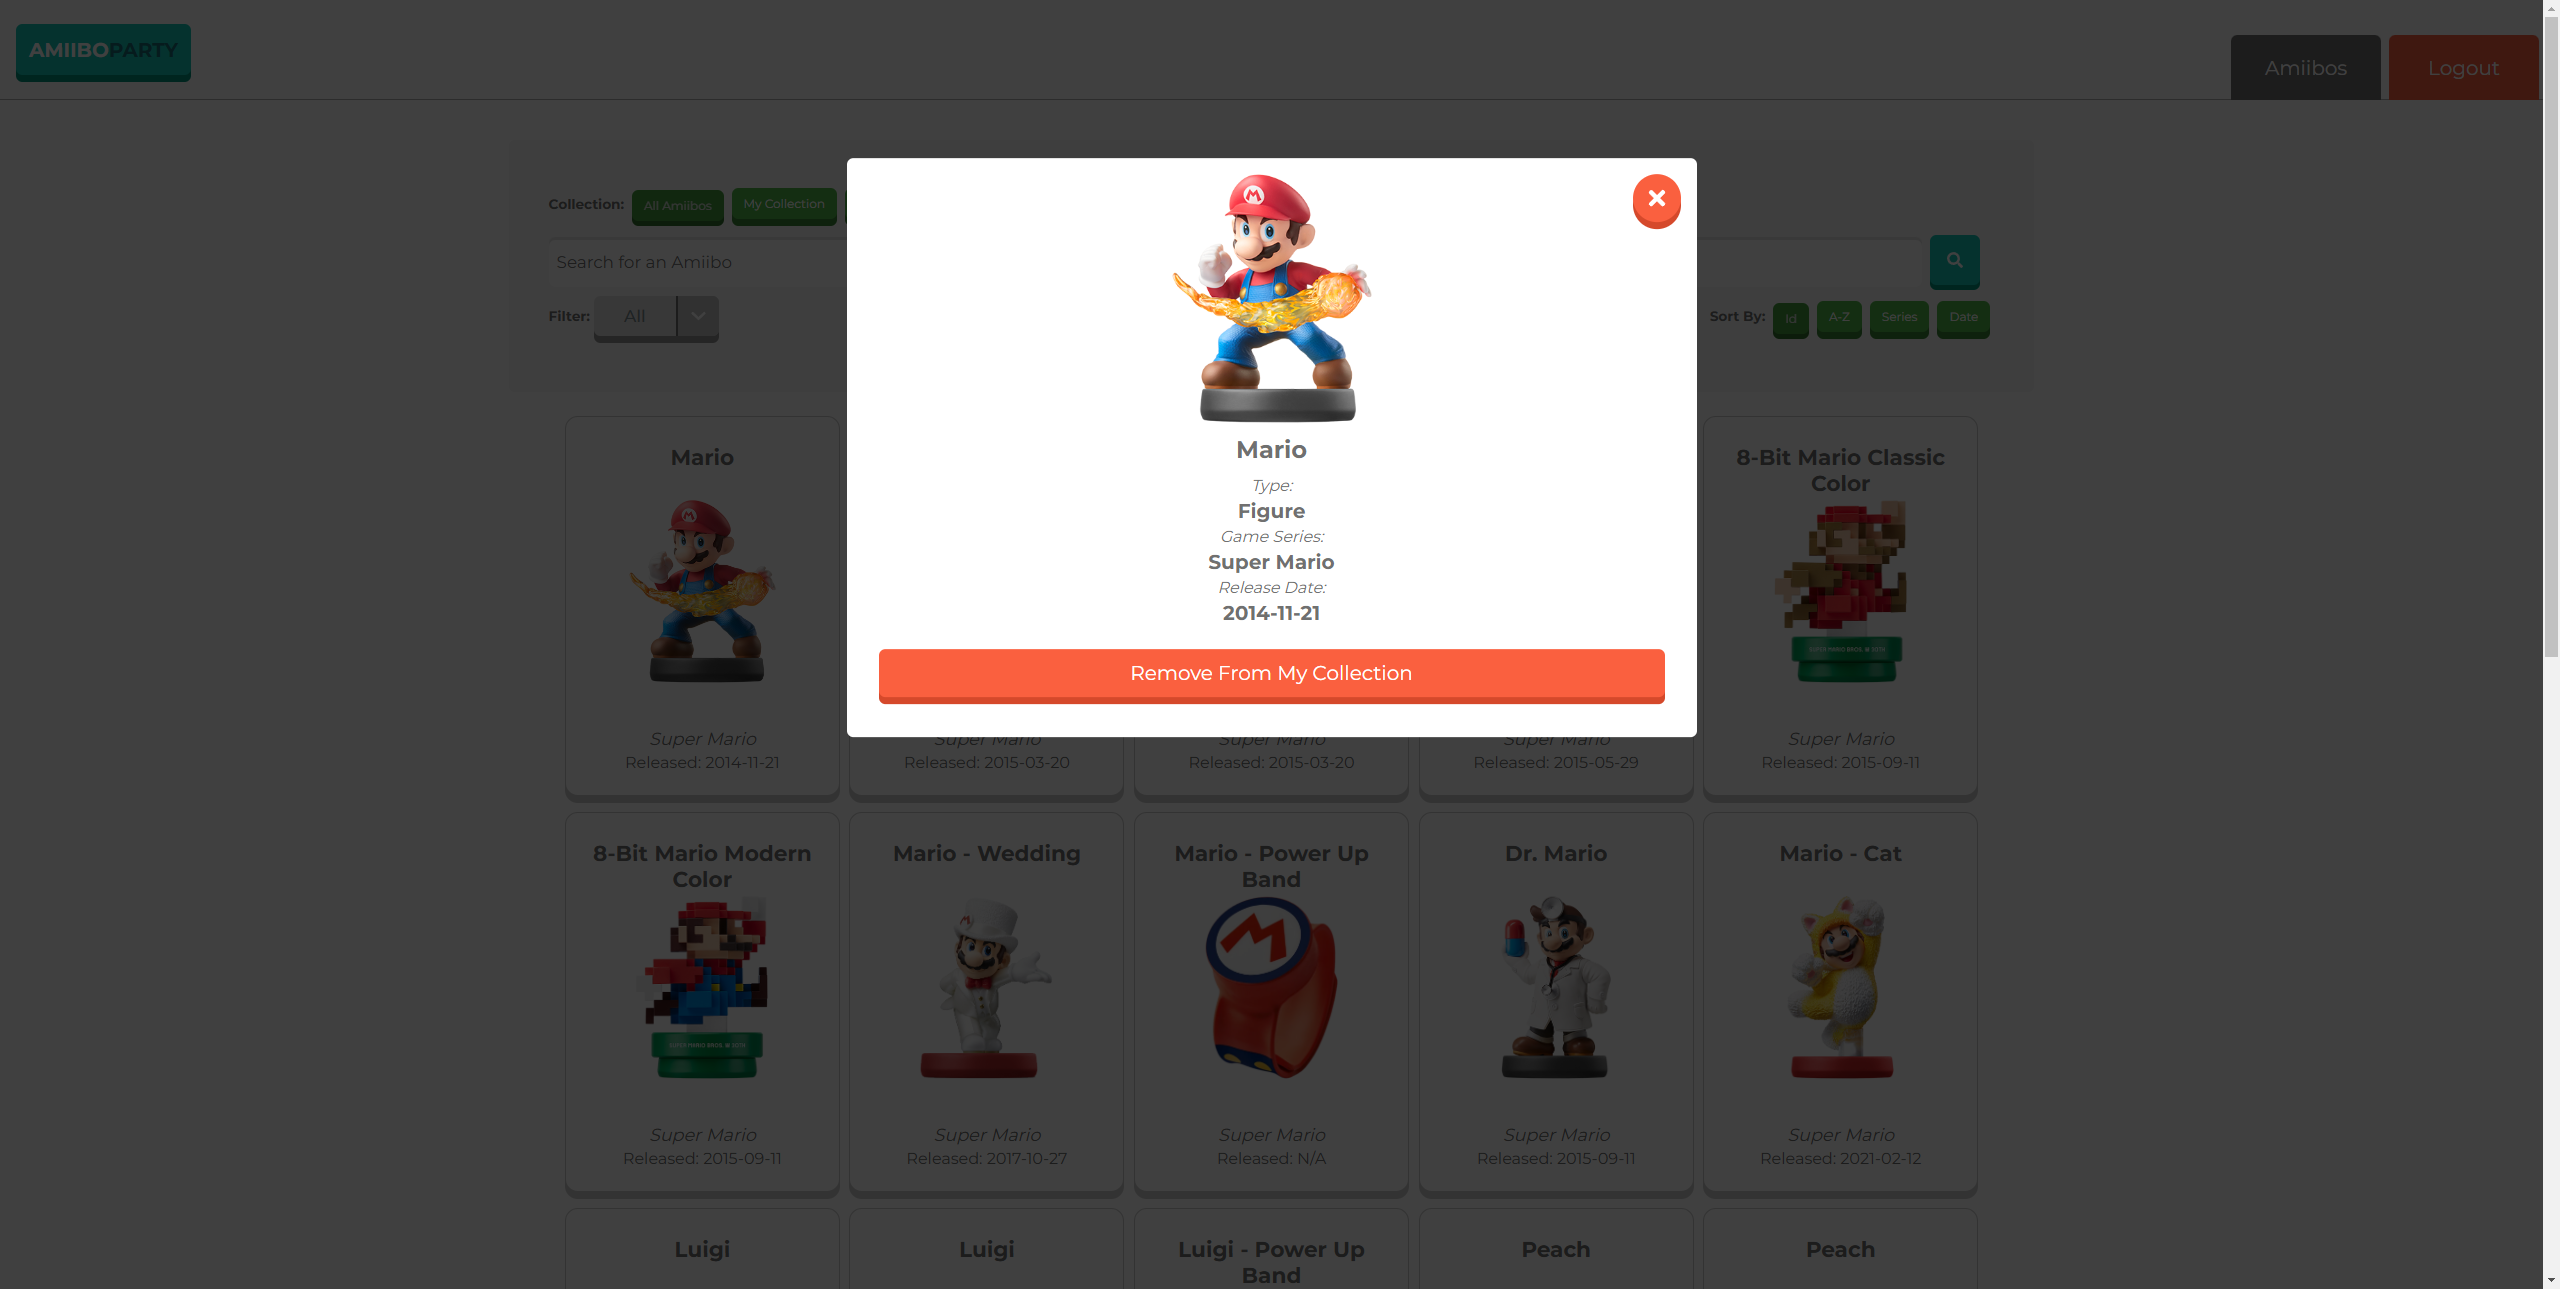 AMIIBOPARTY
Amiibos
Logout
Collection:
All Amiibos
My Collection
Search for an Amiibo
Filter:
All
Sort By:
Id
A-Z
Series
Date
Mario
Type:
Figure
Game Series:
Super Mario
Release Date:
2014-11-21
Remove From My Collection
Mario
Super Mario
Released: 2014-11-21
Super Mario
Released: 2015-03-20
Super Mario
Released: 2015-03-20
Super Mario
Released: 2015-05-29
8-Bit Mario Classic
Color
SUPER MARIO BROS.
Super Mario
Released: 2015-09-11
8-Bit Mario Modern
Color
SUPER MARIO BROS.
Super Mario
Released: 2015-09-11
Mario - Wedding
Super Mario
Released: 2017-10-27
Mario - Power Up
Band
Super Mario
Released: N/A
Dr. Mario
Super Mario
Released: 2015-09-11
Mario - Cat
Super Mario
Released: 2021-02-12
Luigi
Luigi
Luigi - Power Up
Band
Peach
Peach